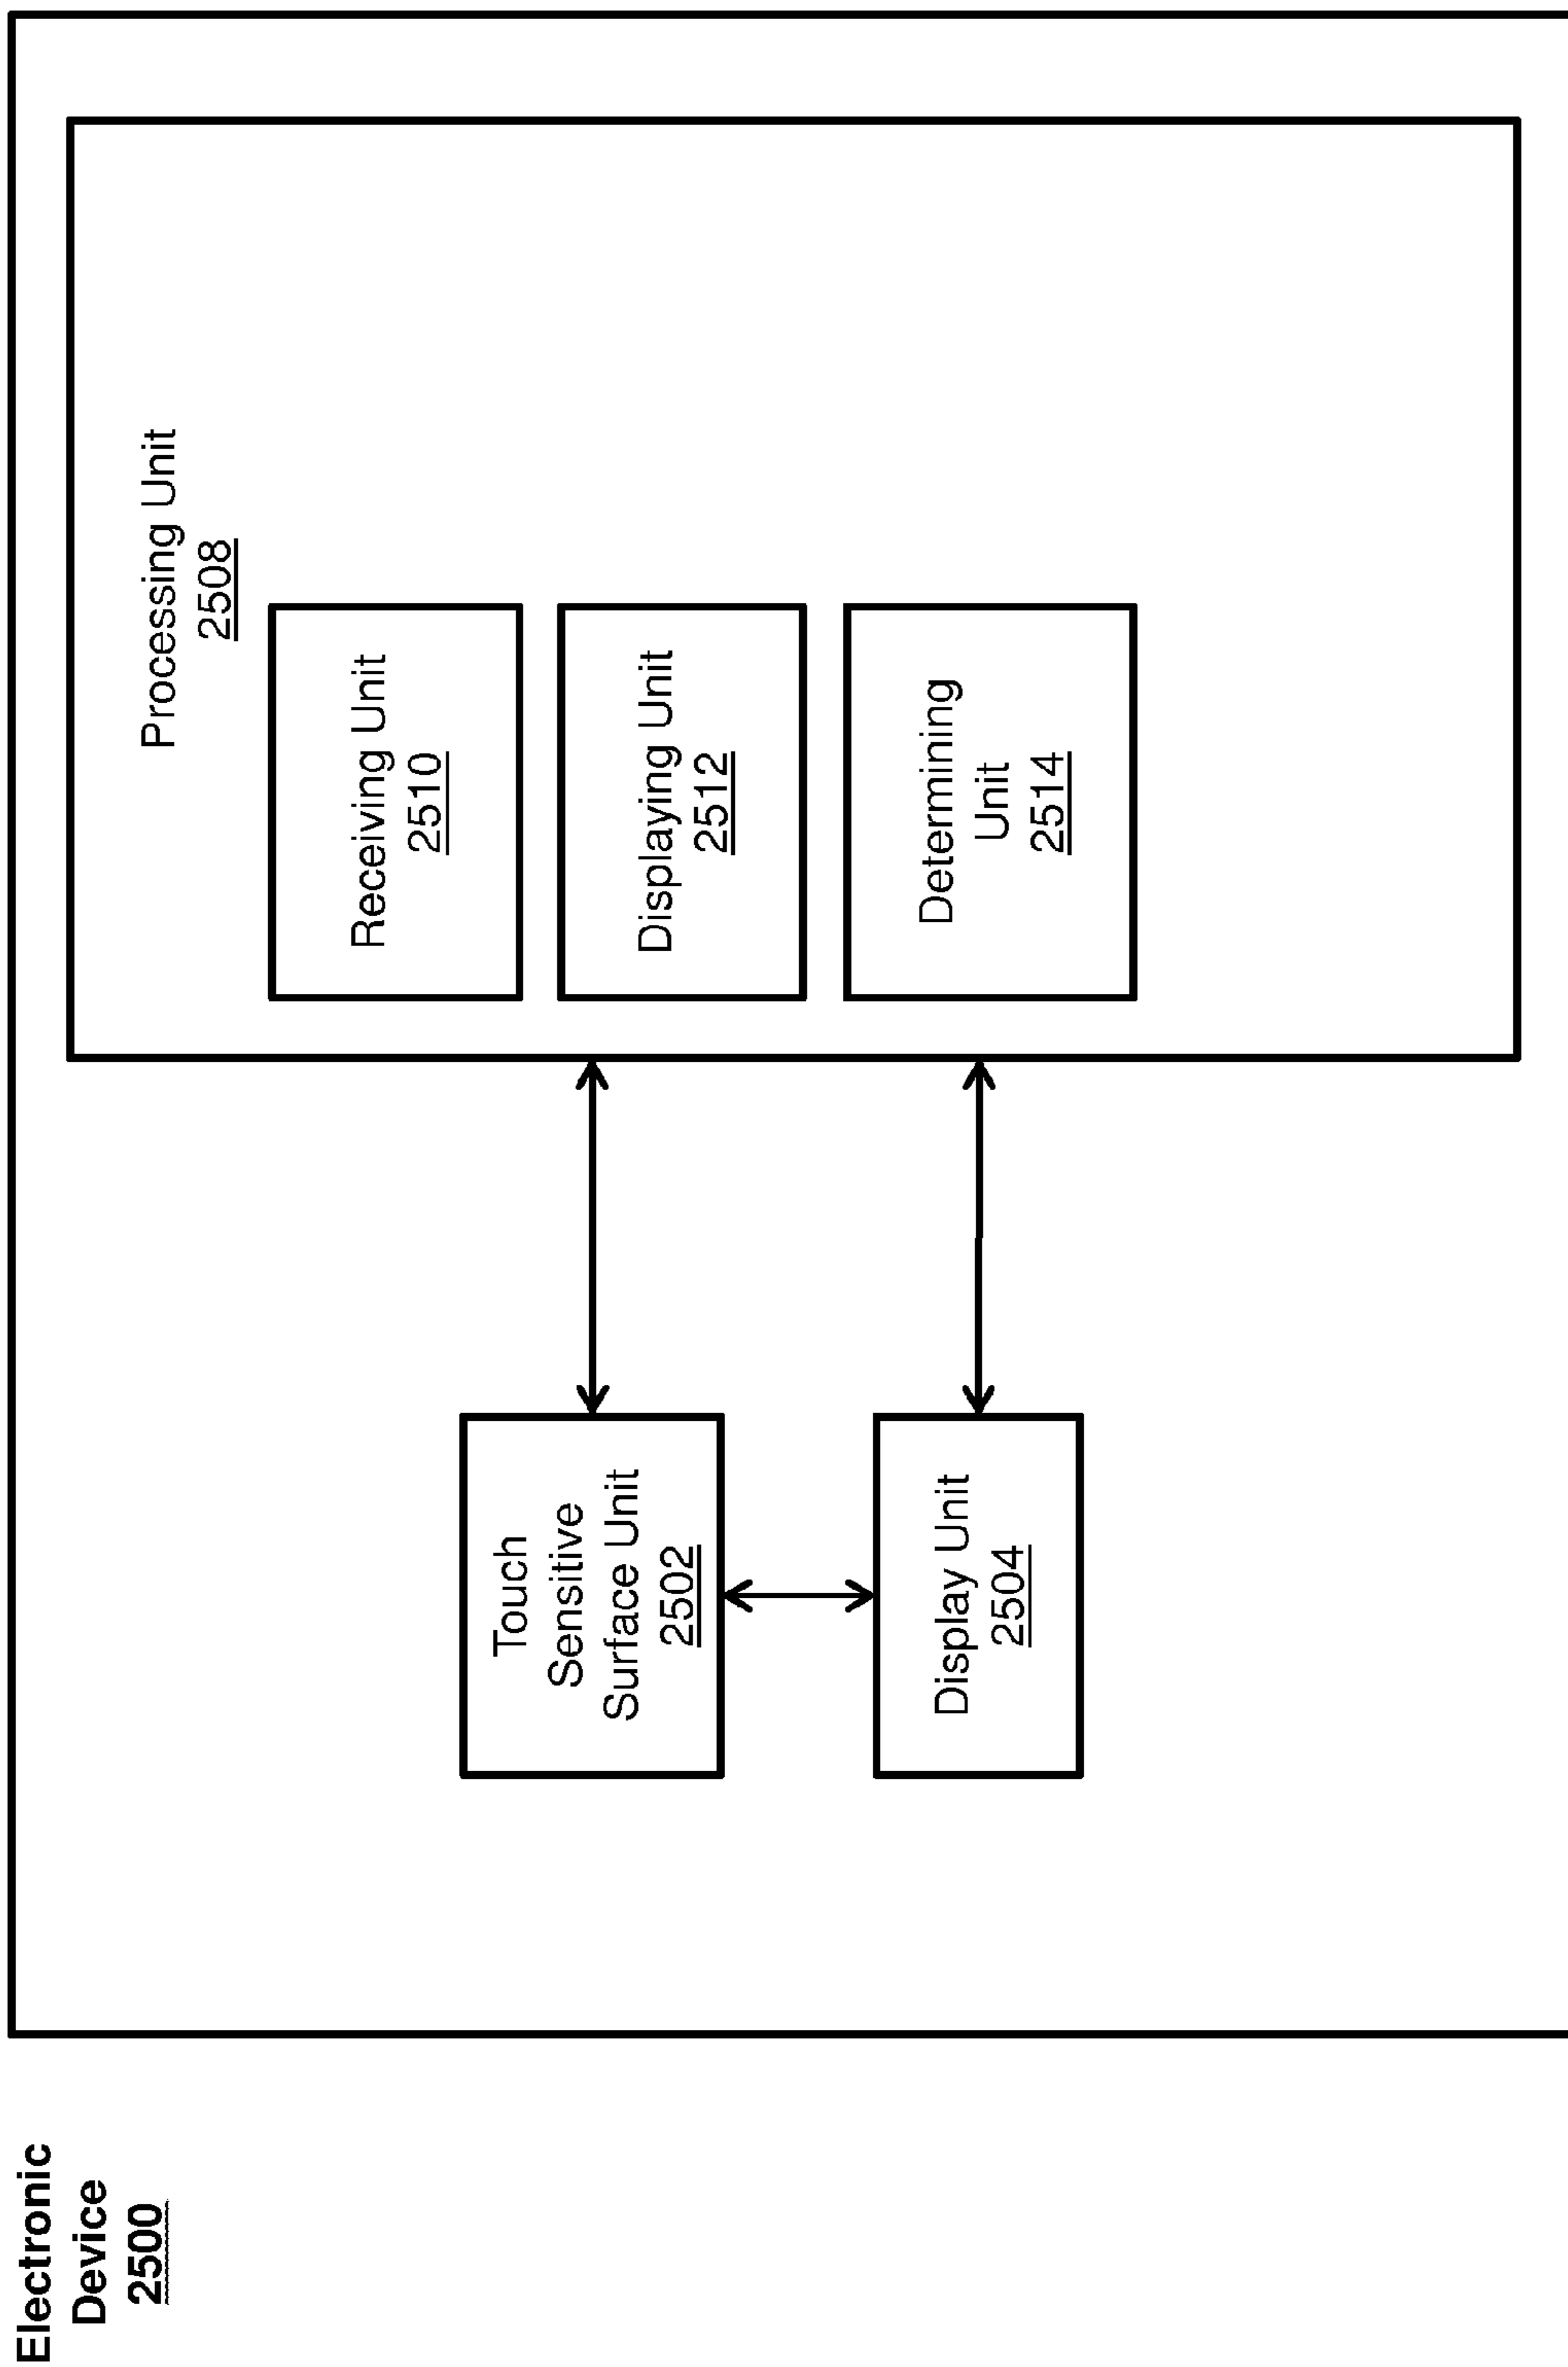 Electronic
Device
2500
Touch
Sensitive
Surface Unit
2502
Display Unit
2504
Processing Unit
2508
Receiving Unit
2510
Displaying Unit
2512
Determining
Unit
2514